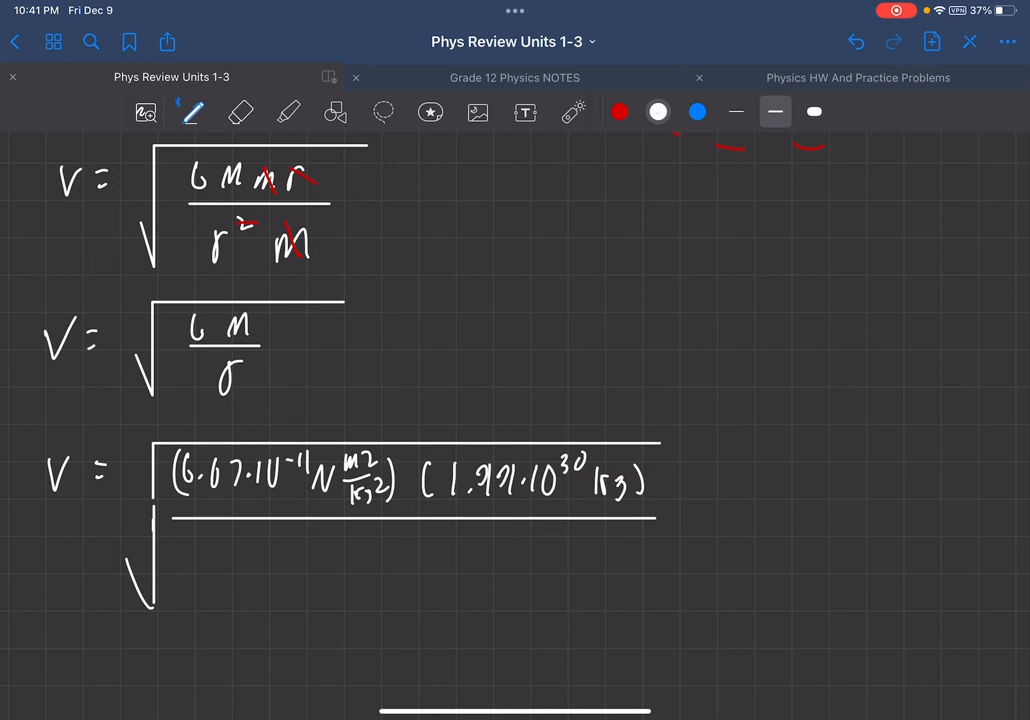 10:41 PM Fri Dec 9
VPN 37%
Phys Review Units 1-3
Phys Review Units 1-3
Grade 12 Physics NOTES
Physics HW And Practice Problems
T
V = √ G M m r
r² m
V = √ G M
r
V = √ (6.67·10⁻¹¹ N m2/kg²) (1.99·10³⁰ kg)